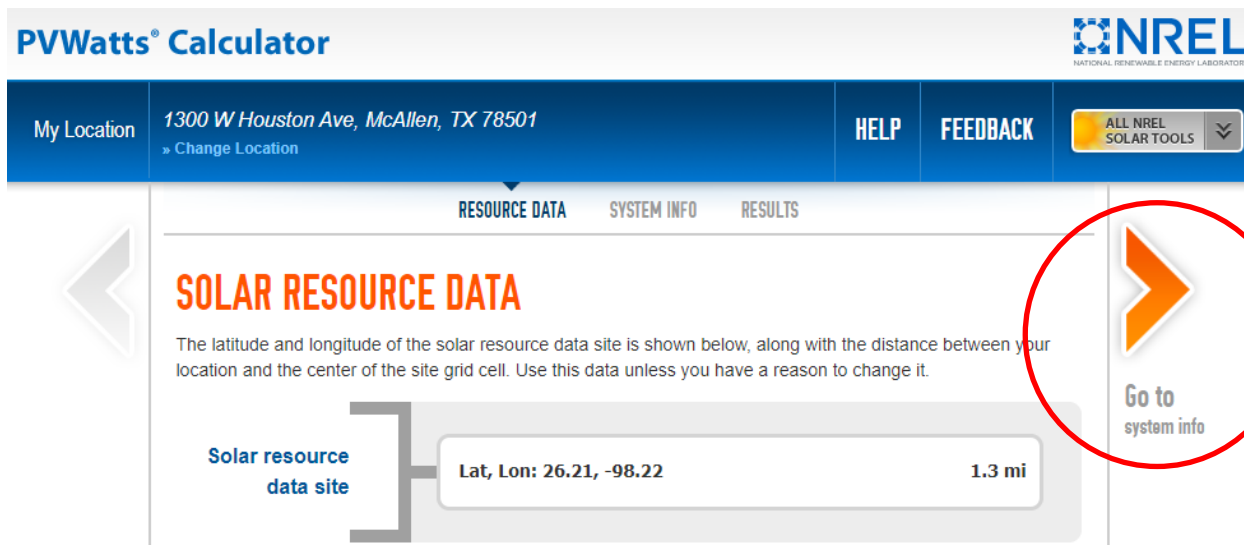 PVWatts® Calculator
NREL
NATIONAL RENEWABLE ENERGY LABORATOR
My Location
1300 W Houston Ave, McAllen, TX 78501
» Change Location
HELP
FEEDBACK
ALL NREL
SOLAR TOOLS
RESOURCE DATA SYSTEM INFO RESULTS
SOLAR RESOURCE DATA
The latitude and longitude of the solar resource data site is shown below, along with the distance between your
location and the center of the site grid cell. Use this data unless you have a reason to change it.
Go to
system info
Solar resource
data site
Lat, Lon: 26.21, -98.22 1.3 mi